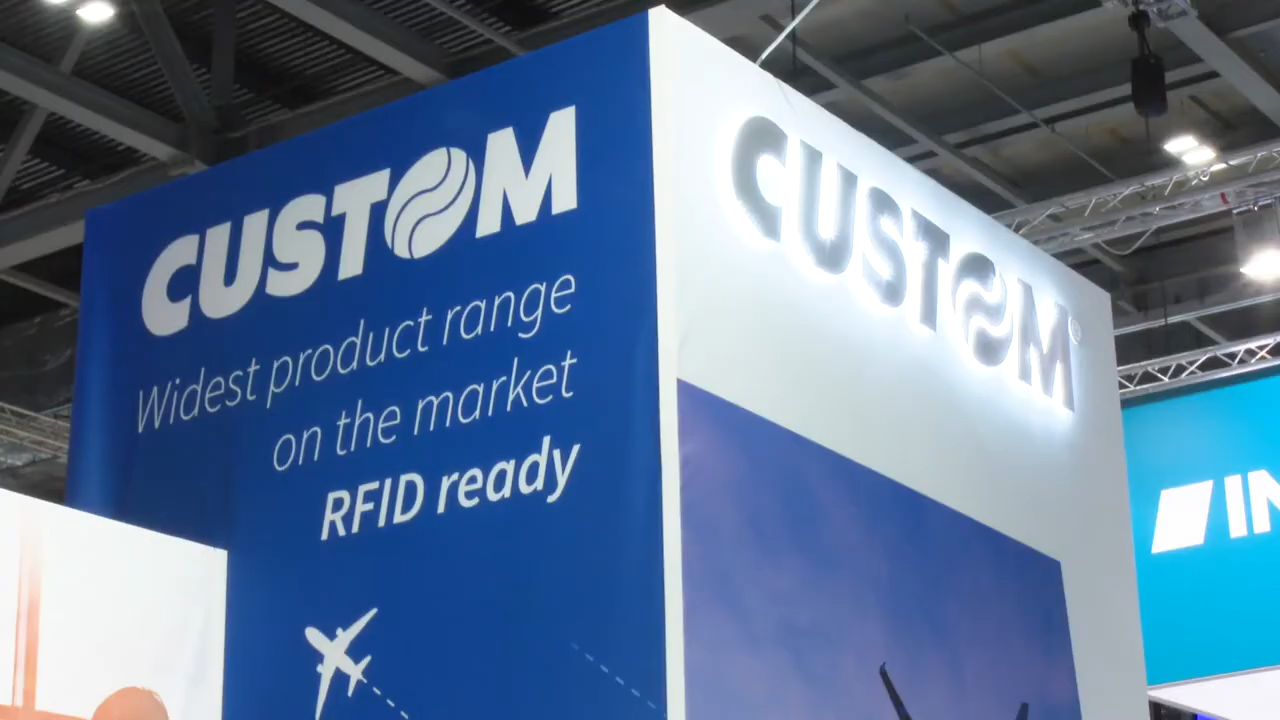 CUSTOM
Widest product range
on the market
RFID ready
CUSTOM®